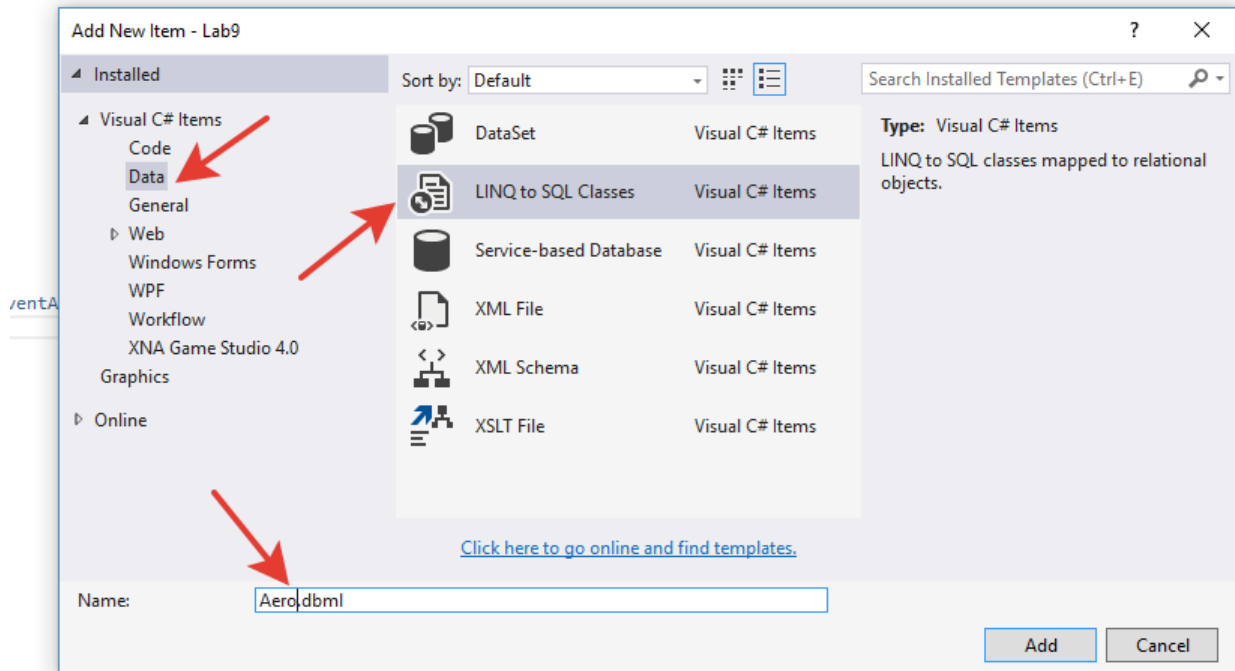 Add New Item - Lab9
?
Installed
Sort by:
Default
Search Installed Templates (Ctrl+E)
Visual C# Items
Code
Data
General
Web
Windows Forms
WPF
Workflow
XNA Game Studio 4.0
Graphics
Online
DataSet Visual C# Items
LINQ to SQL Classes Visual C# Items
Service-based Database Visual C# Items
XML File Visual C# Items
XML Schema Visual C# Items
XSLT File Visual C# Items
Type: Visual C# Items
LINQ to SQL classes mapped to relational
objects.
Click here to go online and find templates.
Name:
Aero.dbml
Add
Cancel